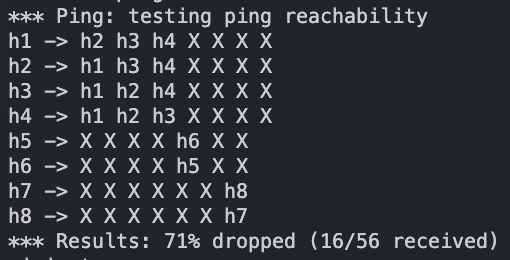 *** Ping: testing ping reachability
h1 -> h2 h3 h4 X X X X
h2 -> h1 h3 h4 X X X X
h3 -> h1 h2 h4 X X X X
h4 -> h1 h2 h3 X X X X
h5 -> X X X X h6 X X
h6 -> X X X X h5 X X
h7 -> X X X X X X h8
h8 -> X X X X X X h7
*** Results: 71% dropped (16/56 received)